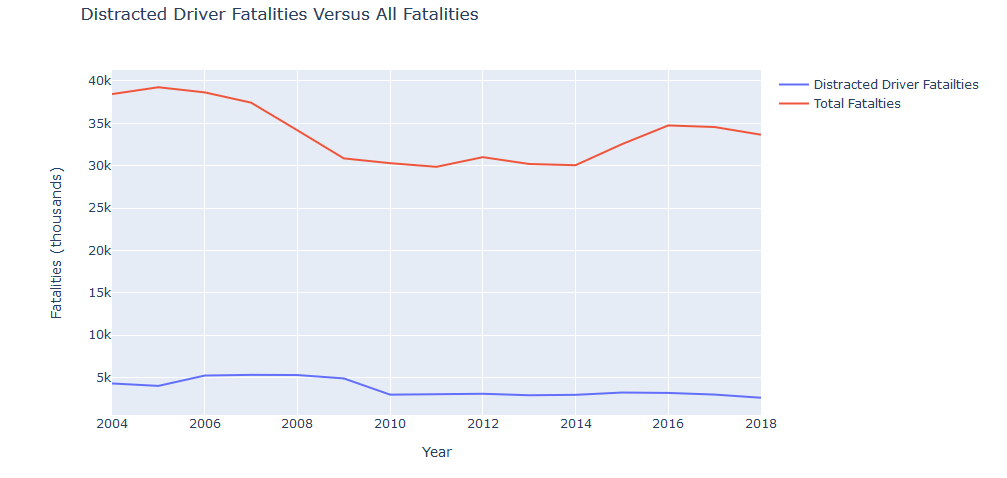 Distracted Driver Fatalities Versus All Fatalities
40k
35k
30k
25k
20k
15k
10k
5k
Fatalities (thousands)
2004 2006 2008 2010 2012 2014 2016 2018
Year
Distracted Driver Fatailties
Total Fatalties